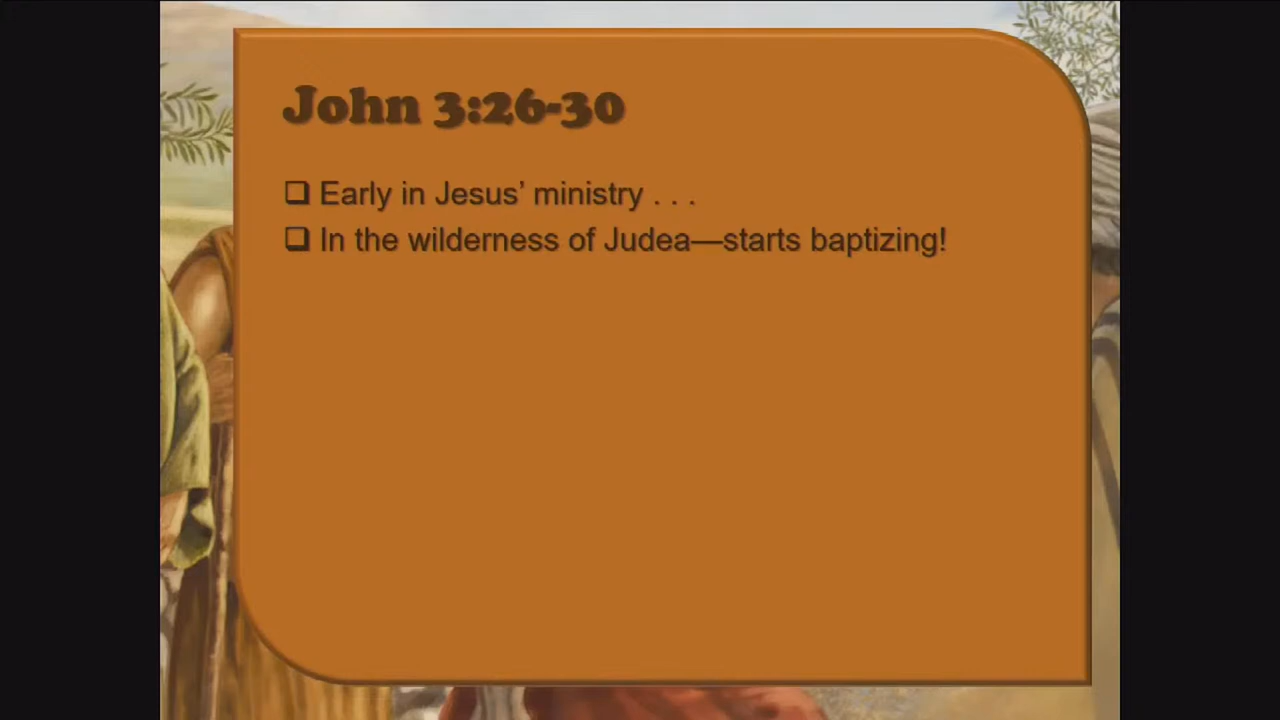 John 3:26-30
❑ Early in Jesus’ ministry . . .
❑ In the wilderness of Judea—starts baptizing!